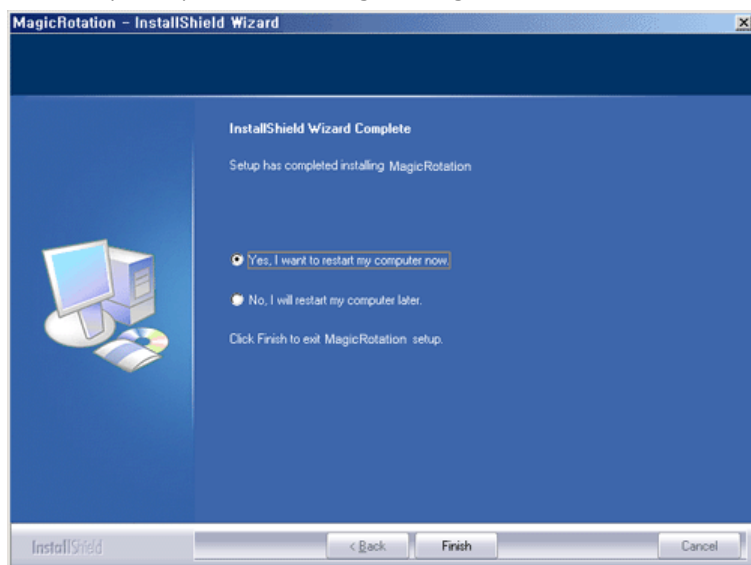 MagicRotation - InstallShield Wizard
InstallShield Wizard Complete
Setup has completed installing MagicRotation
Yes, I want to restart my computer now.
No, I will restart my computer later.
Click Finish to exit MagicRotation setup.
InstallShield
< Back
Finish
Cancel